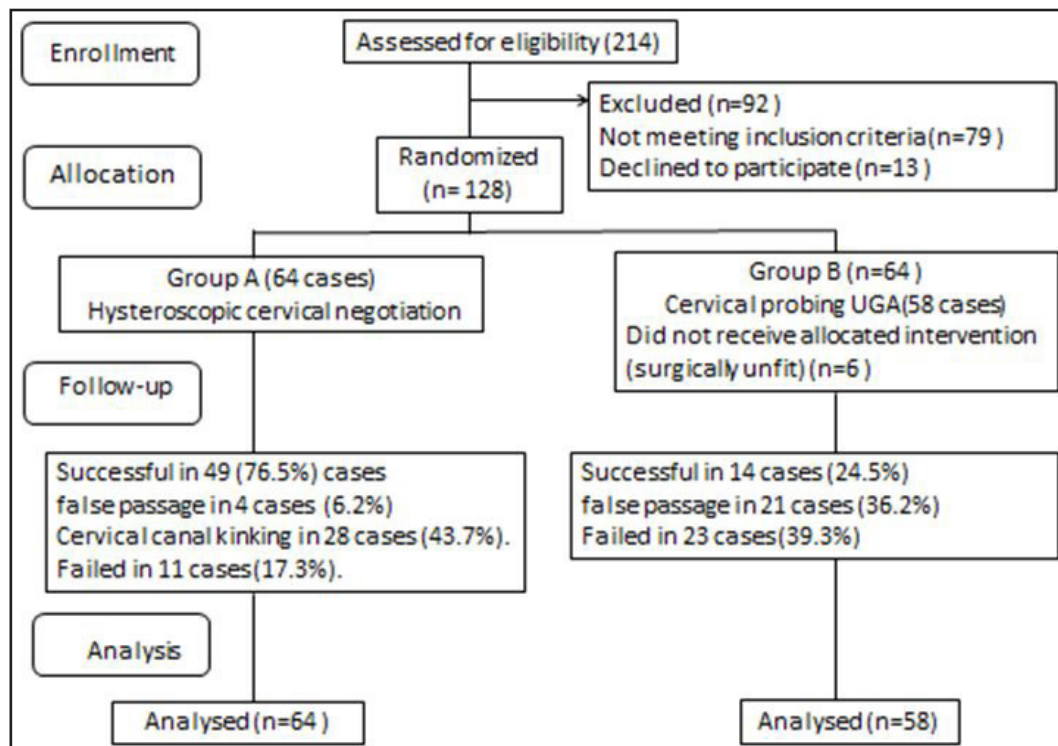 Enrollment
Assessed for eligibility (214)
Excluded (n=92 )
Not meeting inclusion criteria(n=79 )
Declined to participate (n=13 )
Allocation
Randomized
(n= 128)
Group A (64 cases)
Hysteroscopic cervical negotiation
Group B (n=64 )
Cervical probing UGA(58 cases)
Did not receive allocated intervention
(surgically unfit) (n=6 )
Follow-up
Successful in 49 (76.5%) cases
false passage in 4 cases (6.2%)
Cervical canal kinking in 28 cases (43.7%).
Failed in 11 cases(17.3%).
Successful in 14 cases (24.5%)
false passage in 21 cases (36.2%)
Failed in 23 cases(39.3%)
Analysis
Analysed (n=64 )
Analysed (n=58)